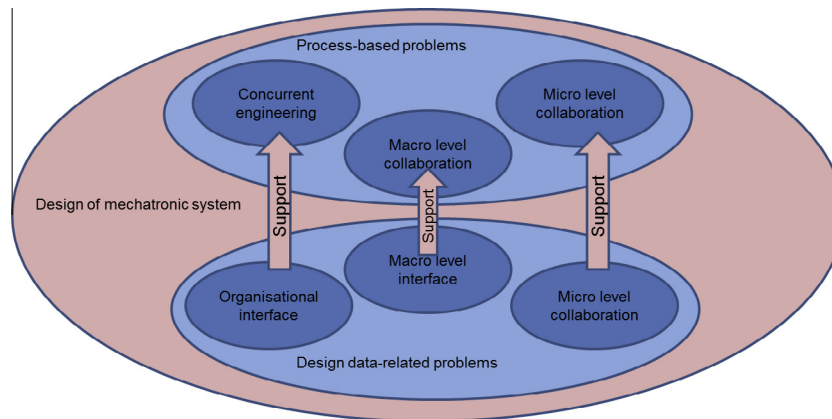 Process-based problems
Concurrent
engineering
Micro level
collaboration
Macro level
collaboration
Design of mechatronic system
Support
Support
Support
Macro level
interface
Organisational
interface
Micro level
collaboration
Design data-related problems